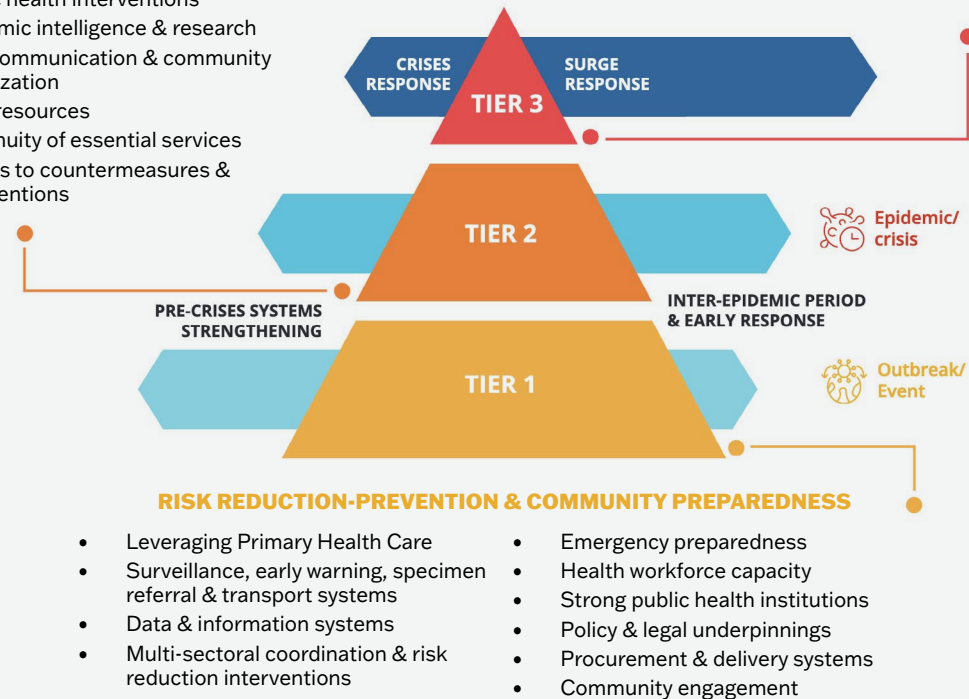 health interventions
mic intelligence & research
ommunication & community
zation
resources
nuity of essential services
s to countermeasures &
entions
CRISES
RESPONSE
SURGE
RESPONSE
TIER 3
TIER 2
Epidemic/
crisis
PRE-CRISES SYSTEMS
STRENGTHENING
INTER-EPIDEMIC PERIOD
& EARLY RESPONSE
TIER 1
Outbreak/
Event
RISK REDUCTION-PREVENTION & COMMUNITY PREPAREDNESS
• Leveraging Primary Health Care
• Surveillance, early warning, specimen
referral & transport systems
• Data & information systems
• Multi-sectoral coordination & risk
reduction interventions
• Emergency preparedness
• Health workforce capacity
• Strong public health institutions
• Policy & legal underpinnings
• Procurement & delivery systems
• Community engagement